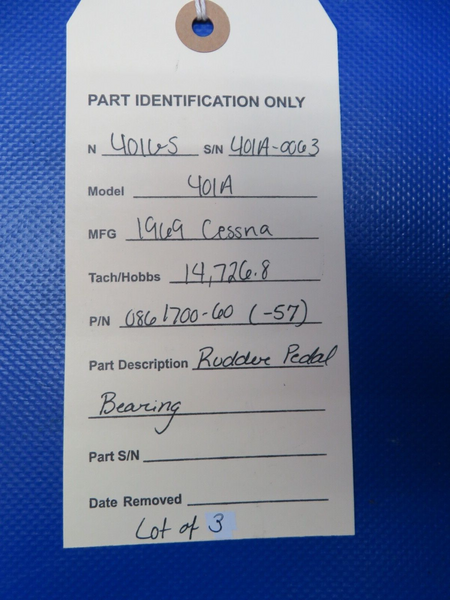 PART IDENTIFICATION ONLY
N 401GS S/N 401A-0063
Model 401A
MFG 1969 Cessna
Tach/Hobbs 14,726.8
P/N 0861700-60 (-57)
Part Description Rudder Pedal
Bearing
Part S/N
Date Removed
Lot of 3